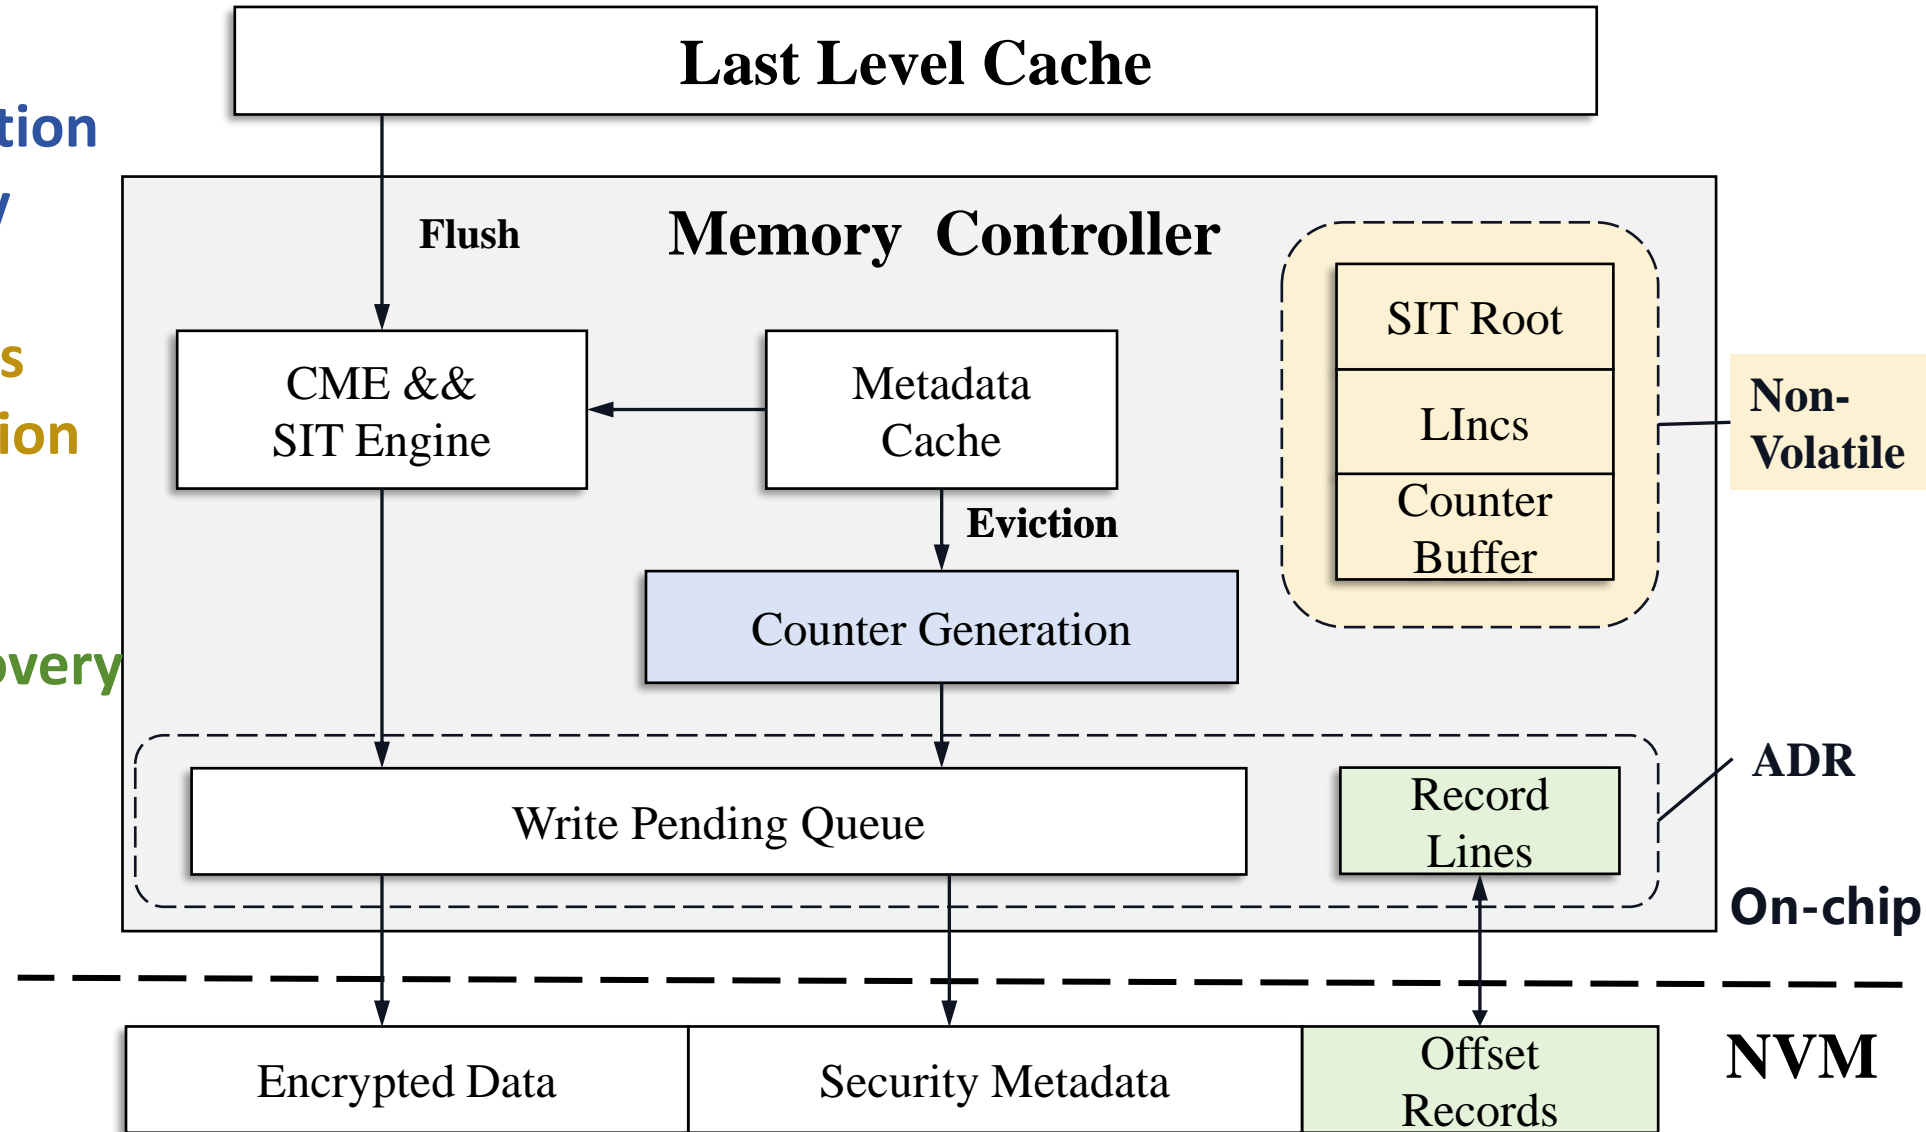 Last Level Cache
tion
y
Flush
Memory Controller
s
ion
CME &&
SIT Engine
Metadata
Cache
SIT Root
LIncs
Counter
Buffer
Non-
Volatile
Eviction
Counter Generation
overy
ADR
Write Pending Queue
Record
Lines
On-chip
Encrypted Data
Security Metadata
Offset
Records
NVM